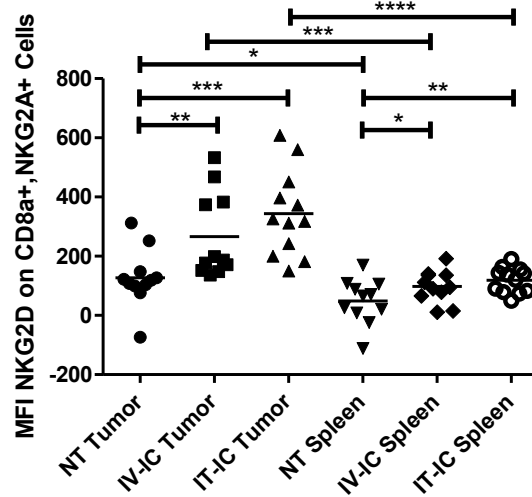 ****
***
*
*** **
** *
MFI NKG2D on CD8a+,NKG2A+ Cells
800
600
400
200
0
-200
NT Tumor
IV-IC Tumor
IT-IC Tumor
NT Spleen
IV-IC Spleen
IT-IC Spleen